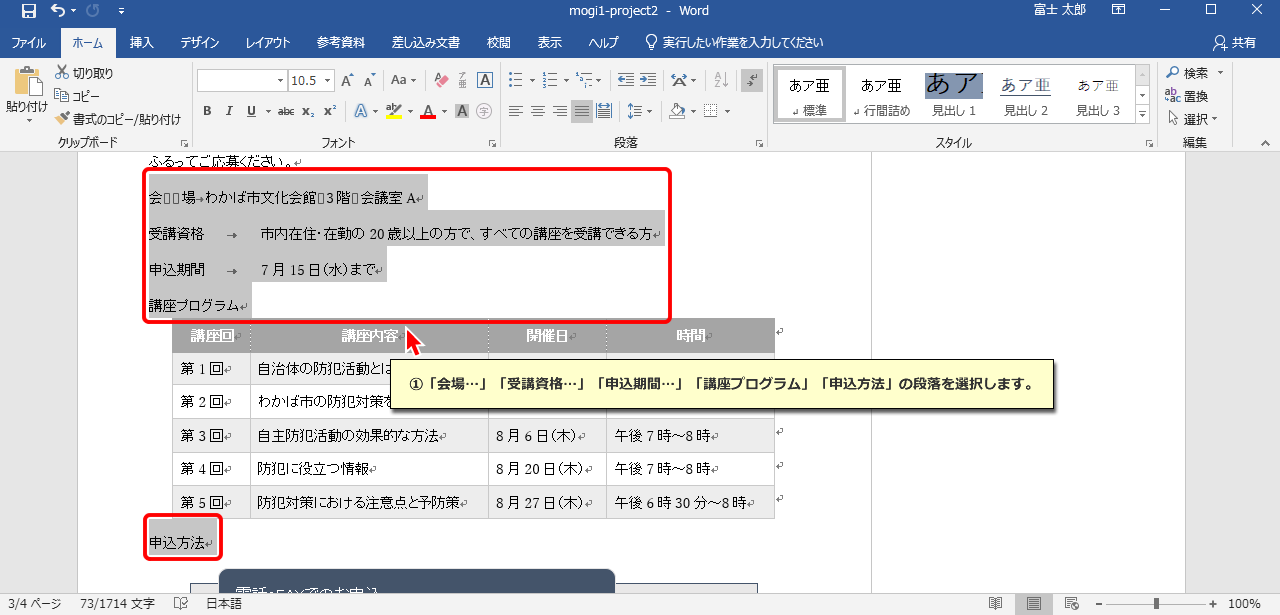 mogi1-project2 - Word
富士 太郎
ファイル ホーム 挿入 デザイン レイアウト 参考資料 差し込み文書 校閲 表示 ヘルプ 実行したい作業を入力してください 共有
貼り付け
切り取り
コピー
書式のコピー/貼り付け
クリップボード
10.5
フォント
段落
あア亜 あア亜 あア あア亜 あア亜
標準 行間詰め 見出し 1 見出し 2 見出し 3
スタイル
検索
置換
選択
編集
ふるってご応募ください。
会□□場→わかば市文化会館□3階□会議室 A
受講資格 → 市内在住・在勤の 20 歳以上の方で、すべての講座を受講できる方
申込期間 → 7 月 15 日(水)まで
講座プログラム
講座回 講座内容 開催日 時間
第 1 回 自治体の防犯活動とは
第 2 回 わかば市の防犯対策
第 3 回 自主防犯活動の効果的な方法 8 月 6 日(木) 午後 7 時～8 時
第 4 回 防犯に役立つ情報 8 月 20 日(木) 午後 7 時～8 時
第 5 回 防犯対策における注意点と予防策 8 月 27 日(木) 午後 6 時 30 分～8 時
①「会場…」「受講資格…」「申込期間…」「講座プログラム」「申込方法」の段落を選択します。
申込方法
電話・FAXでのお申込
3/4 ページ 73/1714 文字 日本語 100%